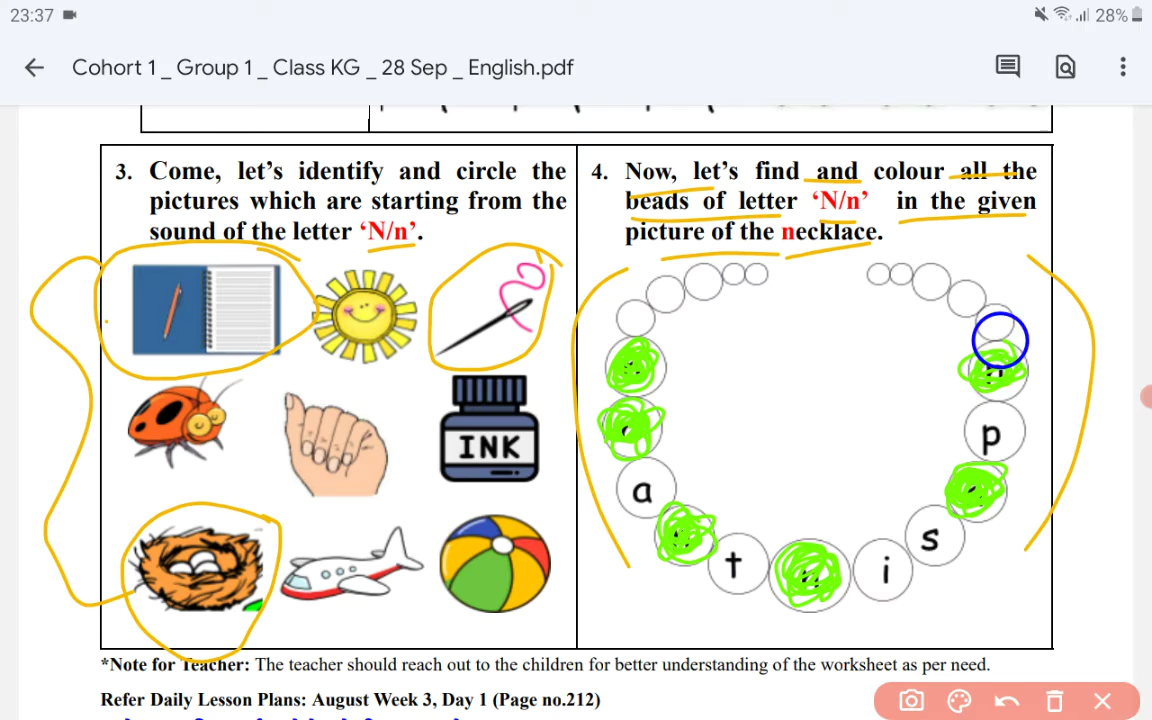 23:37
28%
Cohort 1 _ Group 1 _ Class KG _ 28 Sep _ English.pdf
3. Come, let's identify and circle the
pictures which are starting from the
sound of the letter 'N/n'.
INK
4. Now, let's find and colour all the
beads of letter 'N/n' in the given
picture of the necklace.
n
p
a
s
t
i
*Note for Teacher: The teacher should reach out to the children for better understanding of the worksheet as per need.
Refer Daily Lesson Plans: August Week 3, Day 1 (Page no.212)